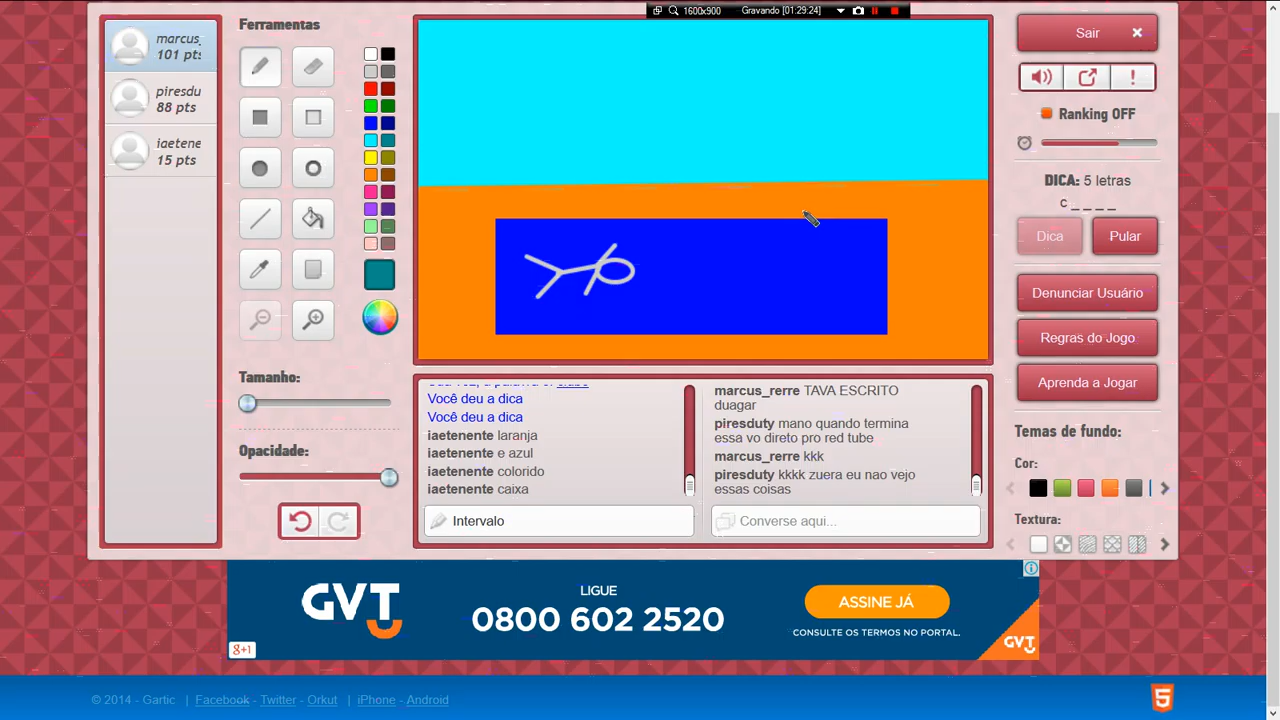 1600x900 Gravando [01:29:24]
marcus_
101 pts
piresdu
88 pts
iaetene
15 pts
Ferramentas
Tamanho:
Opacidade:
Você deu a dica
Você deu a dica
iaetenente laranja
iaetenente e azul
iaetenente colorido
iaetenente caixa
Intervalo
marcus_rerre TAVA ESCRITO
duagar
piresduty mano quando termina
essa vo direto pro red tube
marcus_rerre kkk
piresduty kkkk zuera eu nao vejo
essas coisas
Converse aqui...
Sair ×
!
Ranking OFF
DICA: 5 letras
c _ _ _ _
Dica Pular
Denunciar Usuário
Regras do Jogo
Aprenda a Jogar
Temas de fundo:
Cor:
Textura:
GVT
LIGUE
0800 602 2520
ASSINE JÁ
CONSULTE OS TERMOS NO PORTAL.
GVT
g+1
© 2014 - Gartic | Facebook - Twitter - Orkut | iPhone - Android
5